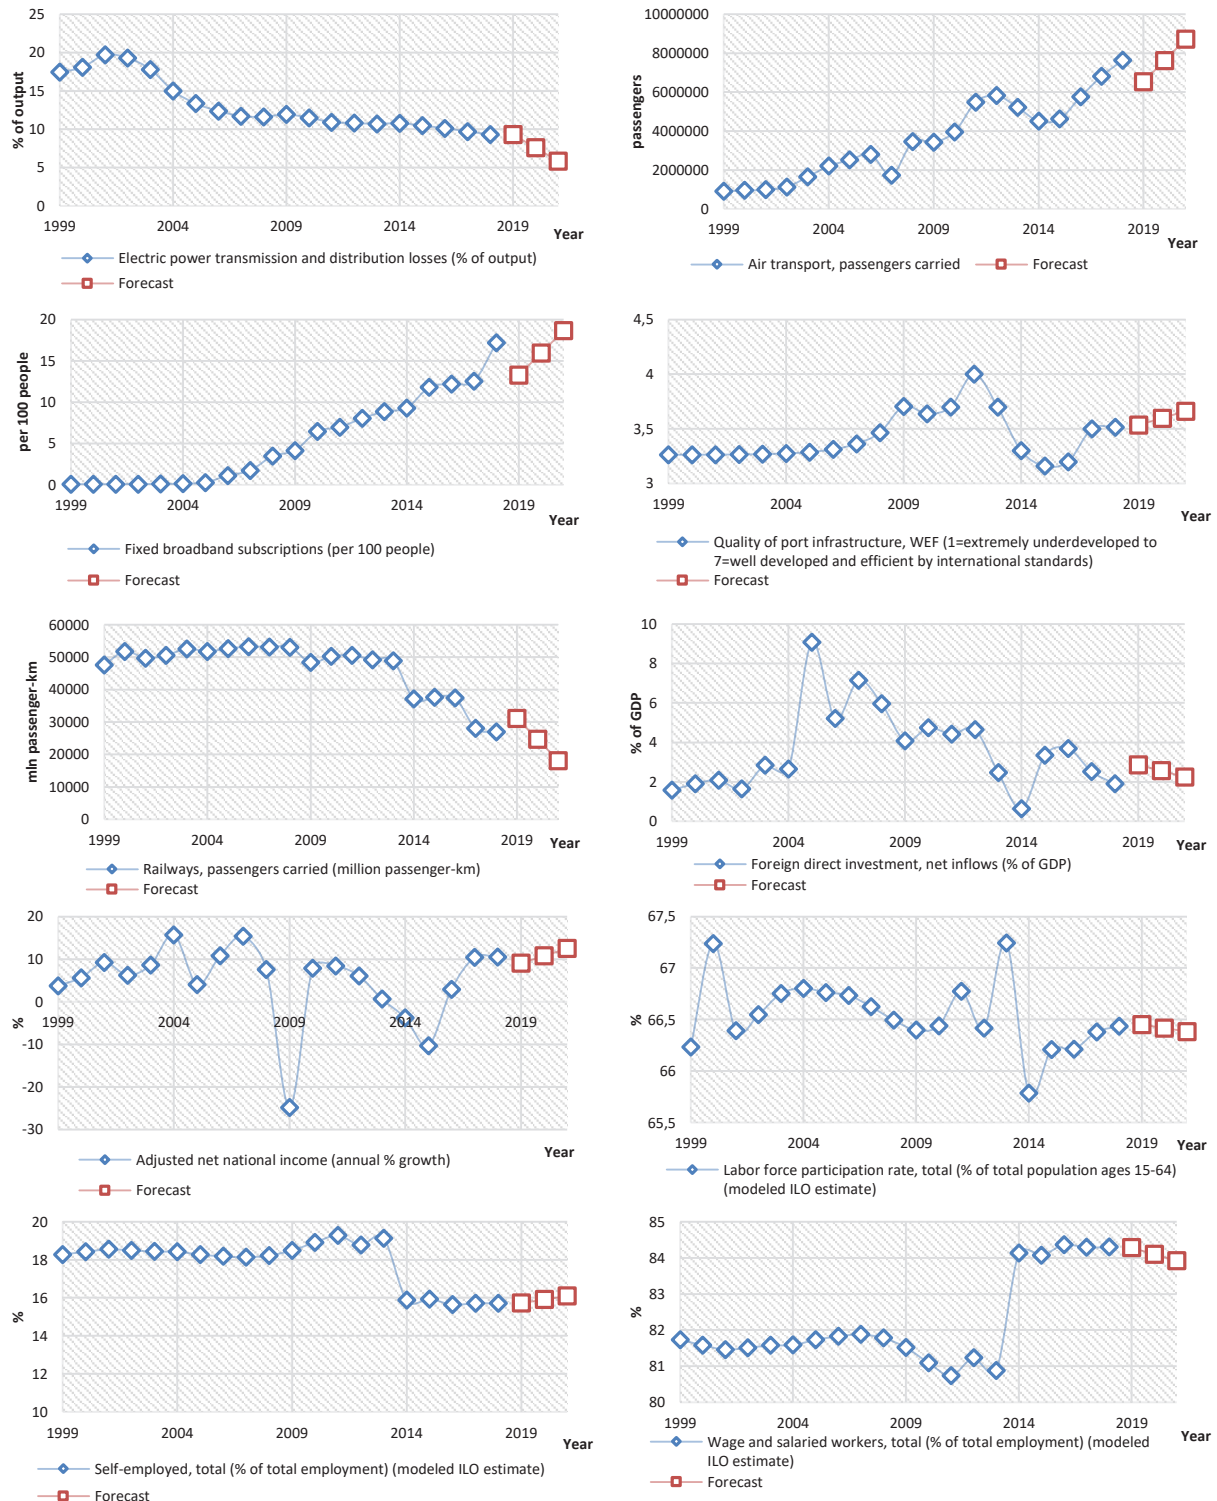 % of output
25
20
15
10
5
0
1999 2004 2009 2014 2019
Year
Electric power transmission and distribution losses (% of output)
Forecast
passengers
10000000
8000000
6000000
4000000
2000000
0
1999 2004 2009 2014 2019
Year
Air transport, passengers carried
Forecast
per 100 people
20
15
10
5
0
1999 2004 2009 2014 2019
Year
Fixed broadband subscriptions (per 100 people)
Forecast
4,5
4
3,5
3
1999 2004 2009 2014 2019
Year
Quality of port infrastructure, WEF (1=extremely underdeveloped to
7=well developed and efficient by international standards)
Forecast
mln passenger-km
60000
50000
40000
30000
20000
10000
0
1999 2004 2009 2014 2019
Year
Railways, passengers carried (million passenger-km)
Forecast
% of GDP
10
8
6
4
2
0
1999 2004 2009 2014 2019
Year
Foreign direct investment, net inflows (% of GDP)
Forecast
%
20
10
0
-10
-20
-30
1999 2004 2009 2014 2019
Year
Adjusted net national income (annual % growth)
Forecast
%
67,5
67
66,5
66
65,5
1999 2004 2009 2014 2019
Year
Labor force participation rate, total (% of total population ages 15-64)
(modeled ILO estimate)
Forecast
%
20
18
16
14
12
10
1999 2004 2009 2014 2019
Year
Self-employed, total (% of total employment) (modeled ILO estimate)
Forecast
%
85
84
83
82
81
80
1999 2004 2009 2014 2019
Year
Wage and salaried workers, total (% of total employment) (modeled
ILO estimate)
Forecast